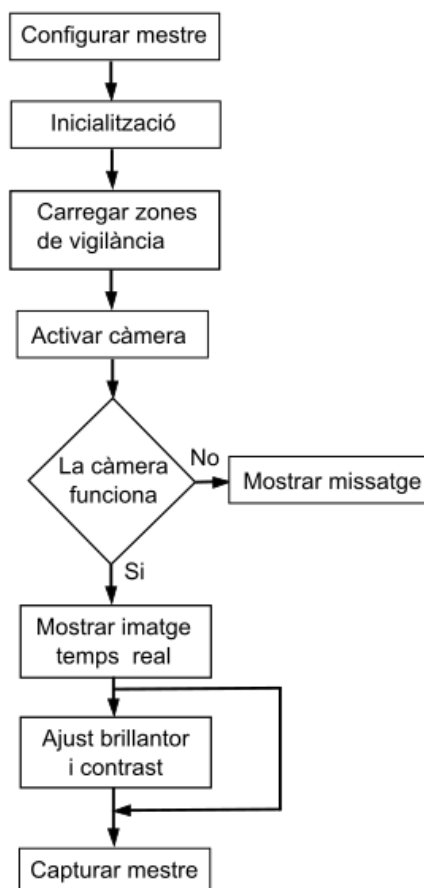 Configurar mestre
Inicialització
Carregar zones
de vigilància
Activar càmera
La càmera
funciona
No
Mostrar missatge
Si
Mostrar imatge
temps real
Ajust brillantor
i contrast
Capturar mestre